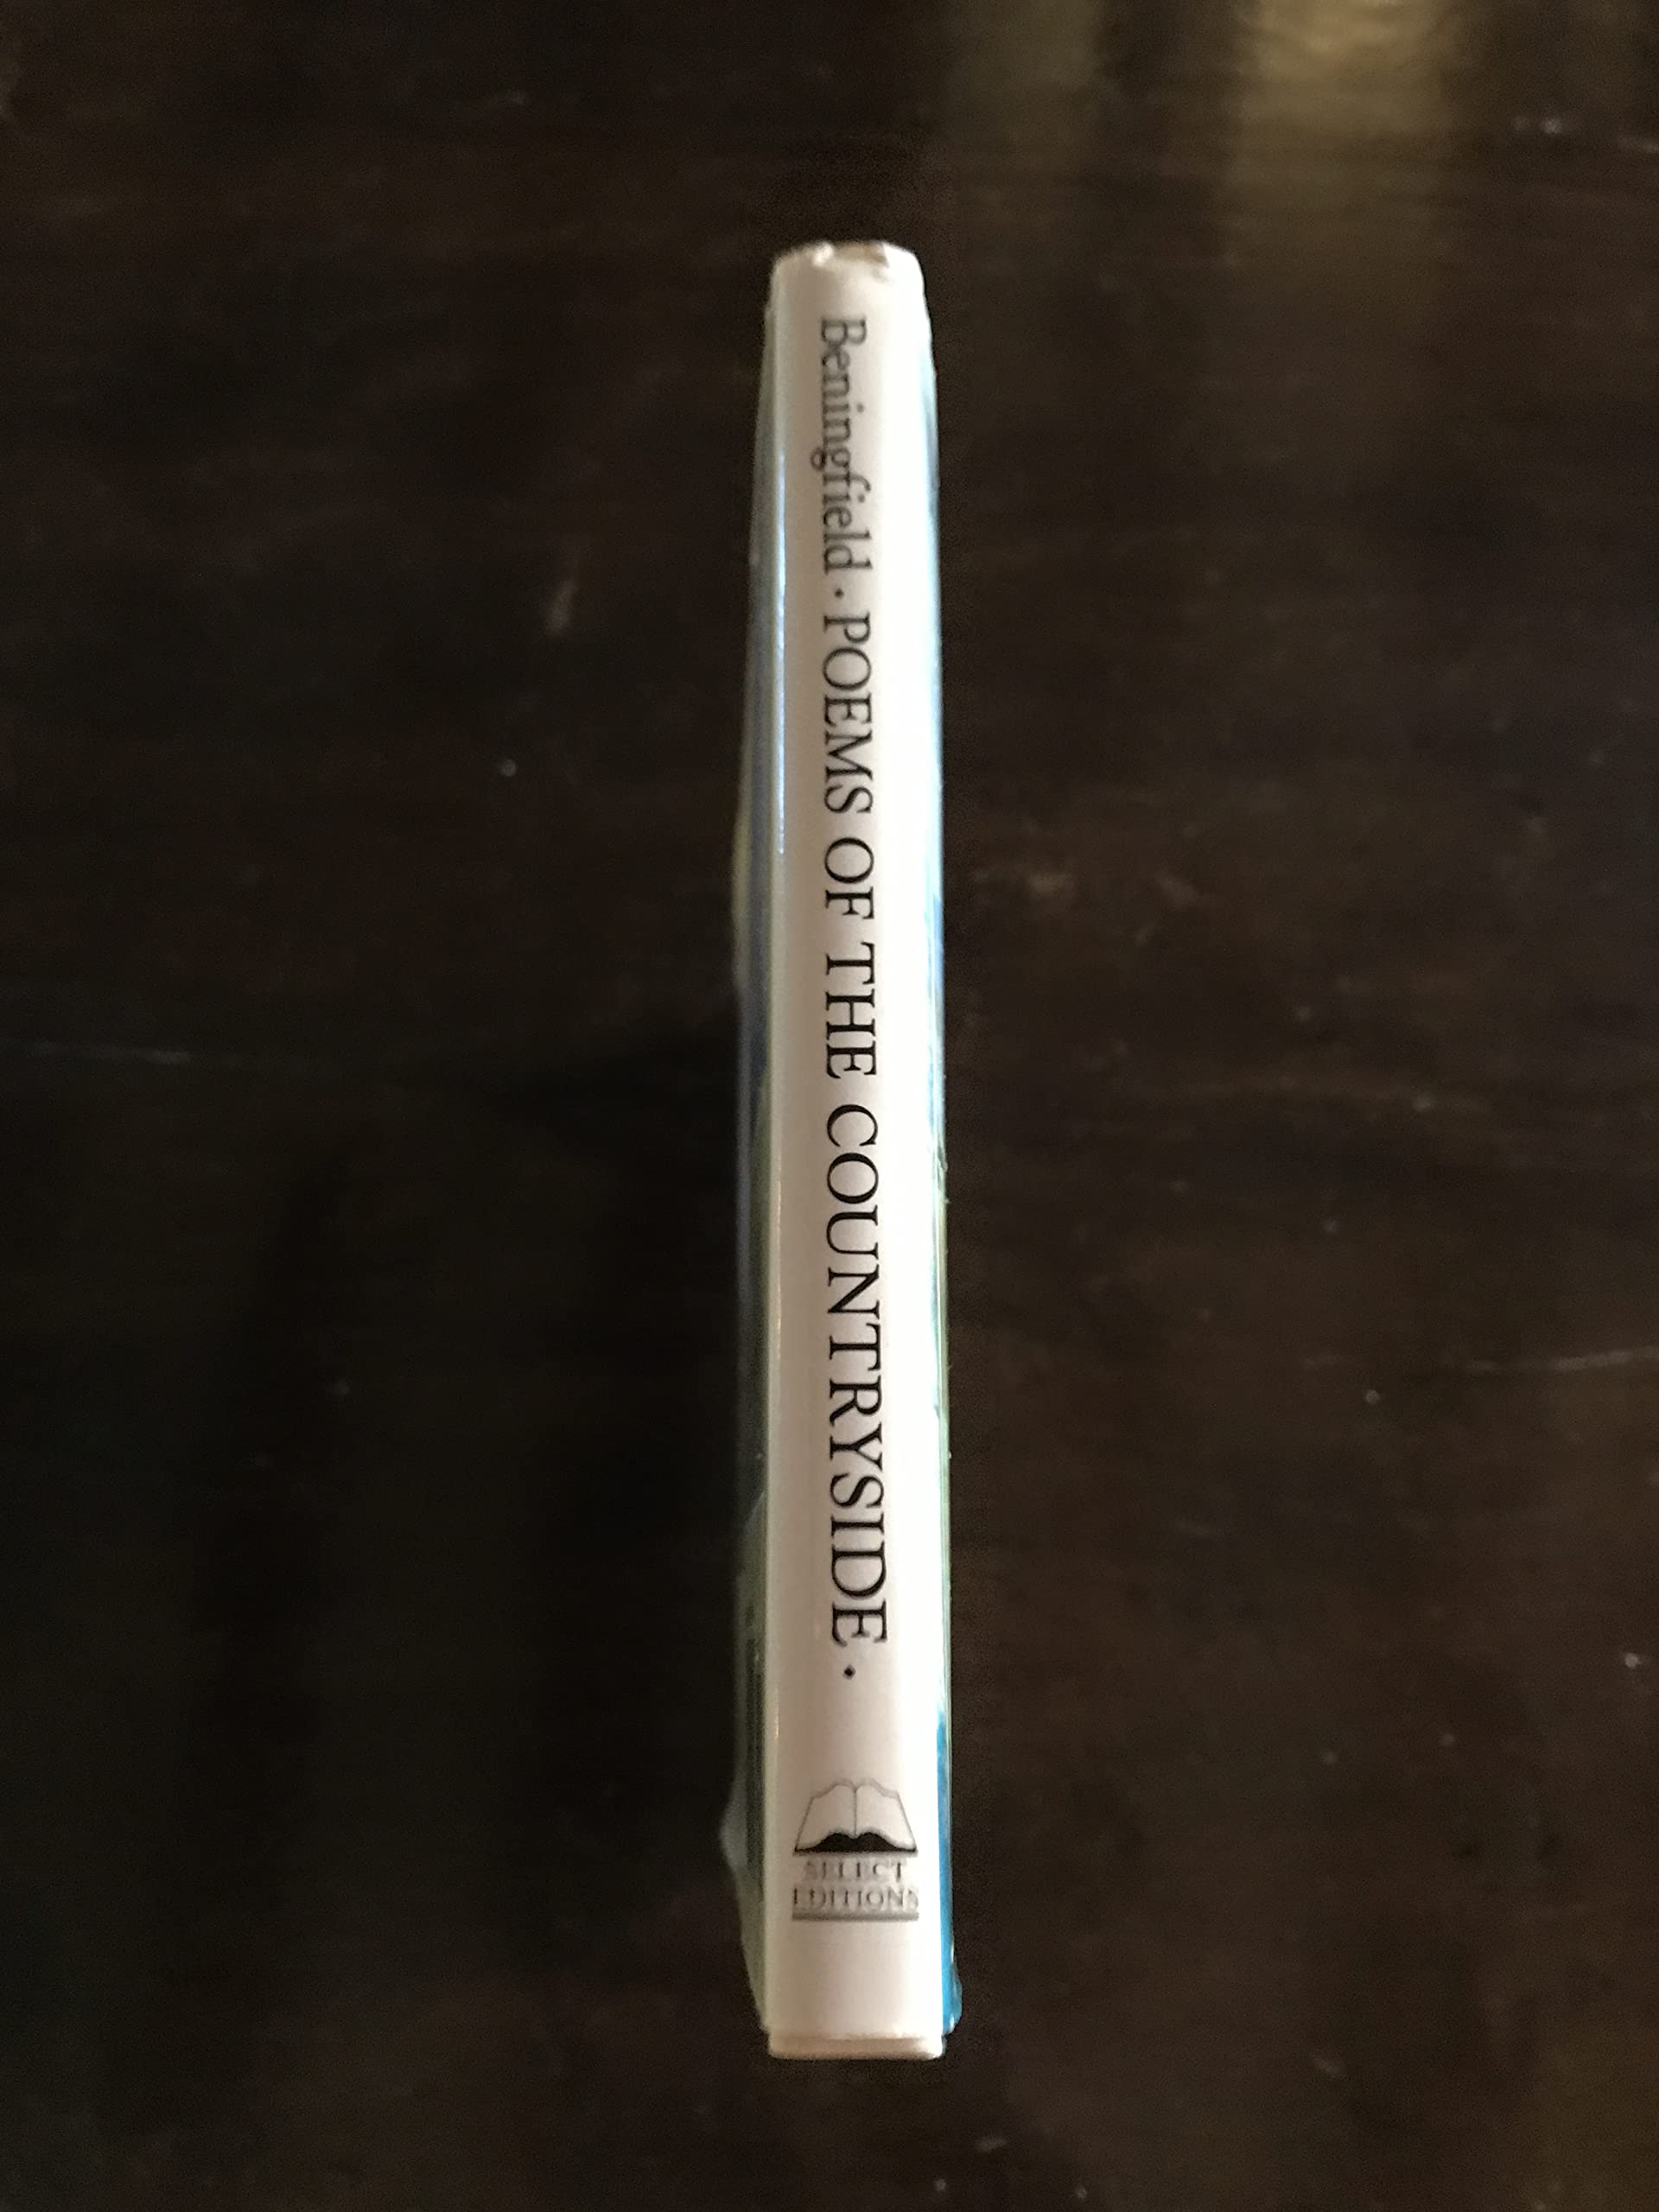 Beningfield · POEMS OF THE COUNTRYSIDE ·
SELECT
EDITIONS